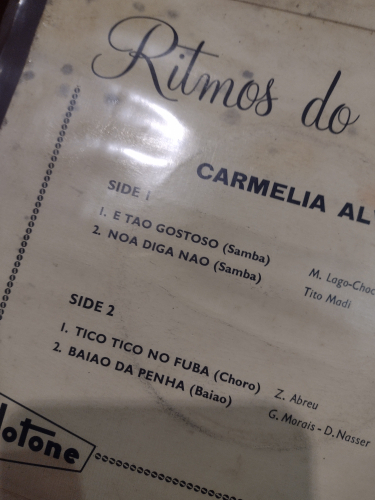 Ritmos do
CARMELIA AL
SIDE 1
1. E TAO GOSTOSO (Samba)
M. Lago-Choc
2. NOA DIGA NAO (Samba)
Tito Madi
SIDE 2
1. TICO TICO NO FUBA (Choro)
Z. Abreu
2. BAIAO DA PENHA (Baiao)
G. Morais - D. Nasser
lotone